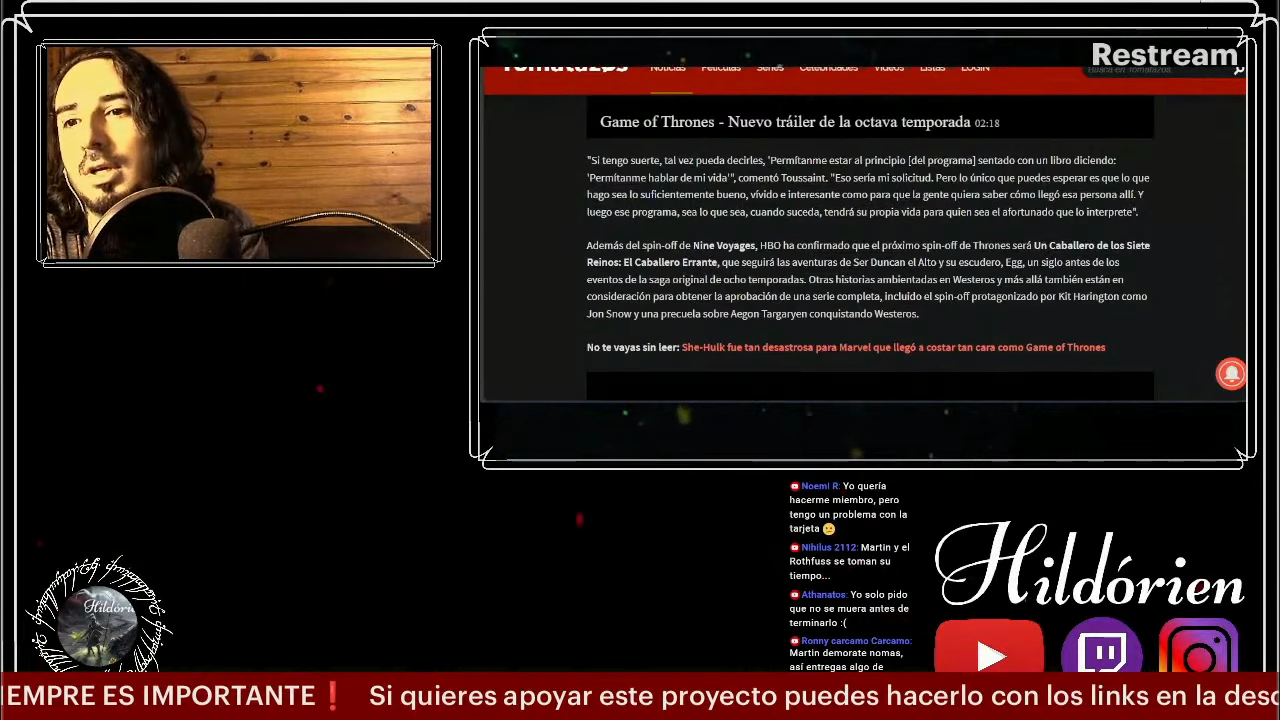 Restream
Tomatazos Noticias Películas Series Celebridades Videos Listas LOGIN Busca en Tomatazos
Game of Thrones - Nuevo tráiler de la octava temporada 02:18
"Si tengo suerte, tal vez pueda decirles, 'Permítanme estar al principio [del programa] sentado con un libro diciendo:
'Permítanme hablar de mi vida'", comentó Toussaint. "Eso sería mi solicitud. Pero lo único que puedes esperar es que lo que
hago sea lo suficientemente bueno, vívido e interesante como para que la gente quiera saber cómo llegó esa persona allí. Y
luego ese programa, sea lo que sea, cuando suceda, tendrá su propia vida para quien sea el afortunado que lo interprete".
Además del spin-off de Nine Voyages, HBO ha confirmado que el próximo spin-off de Thrones será Un Caballero de los Siete
Reinos: El Caballero Errante, que seguirá las aventuras de Ser Duncan el Alto y su escudero, Egg, un siglo antes de los
eventos de la saga original de ocho temporadas. Otras historias ambientadas en Westeros y más allá también están en
consideración para obtener la aprobación de una serie completa, incluido el spin-off protagonizado por Kit Harington como
Jon Snow y una precuela sobre Aegon Targaryen conquistando Westeros.
No te vayas sin leer: She-Hulk fue tan desastrosa para Marvel que llegó a costar tan cara como Game of Thrones
Noemi R: Yo quería
hacerme miembro, pero
tengo un problema con la
tarjeta 😕
Nihilus 2112: Martin y el
Rothfuss se toman su
tiempo...
Athanatos: Yo solo pido
que no se muera antes de
terminarlo :(
Ronny carcamo Carcamo:
Martin demorate nomas,
así entregas algo de
Hildórien
Hildórien
EMPRE ES IMPORTANTE❗ Si quieres apoyar este proyecto puedes hacerlo con los links en la desc